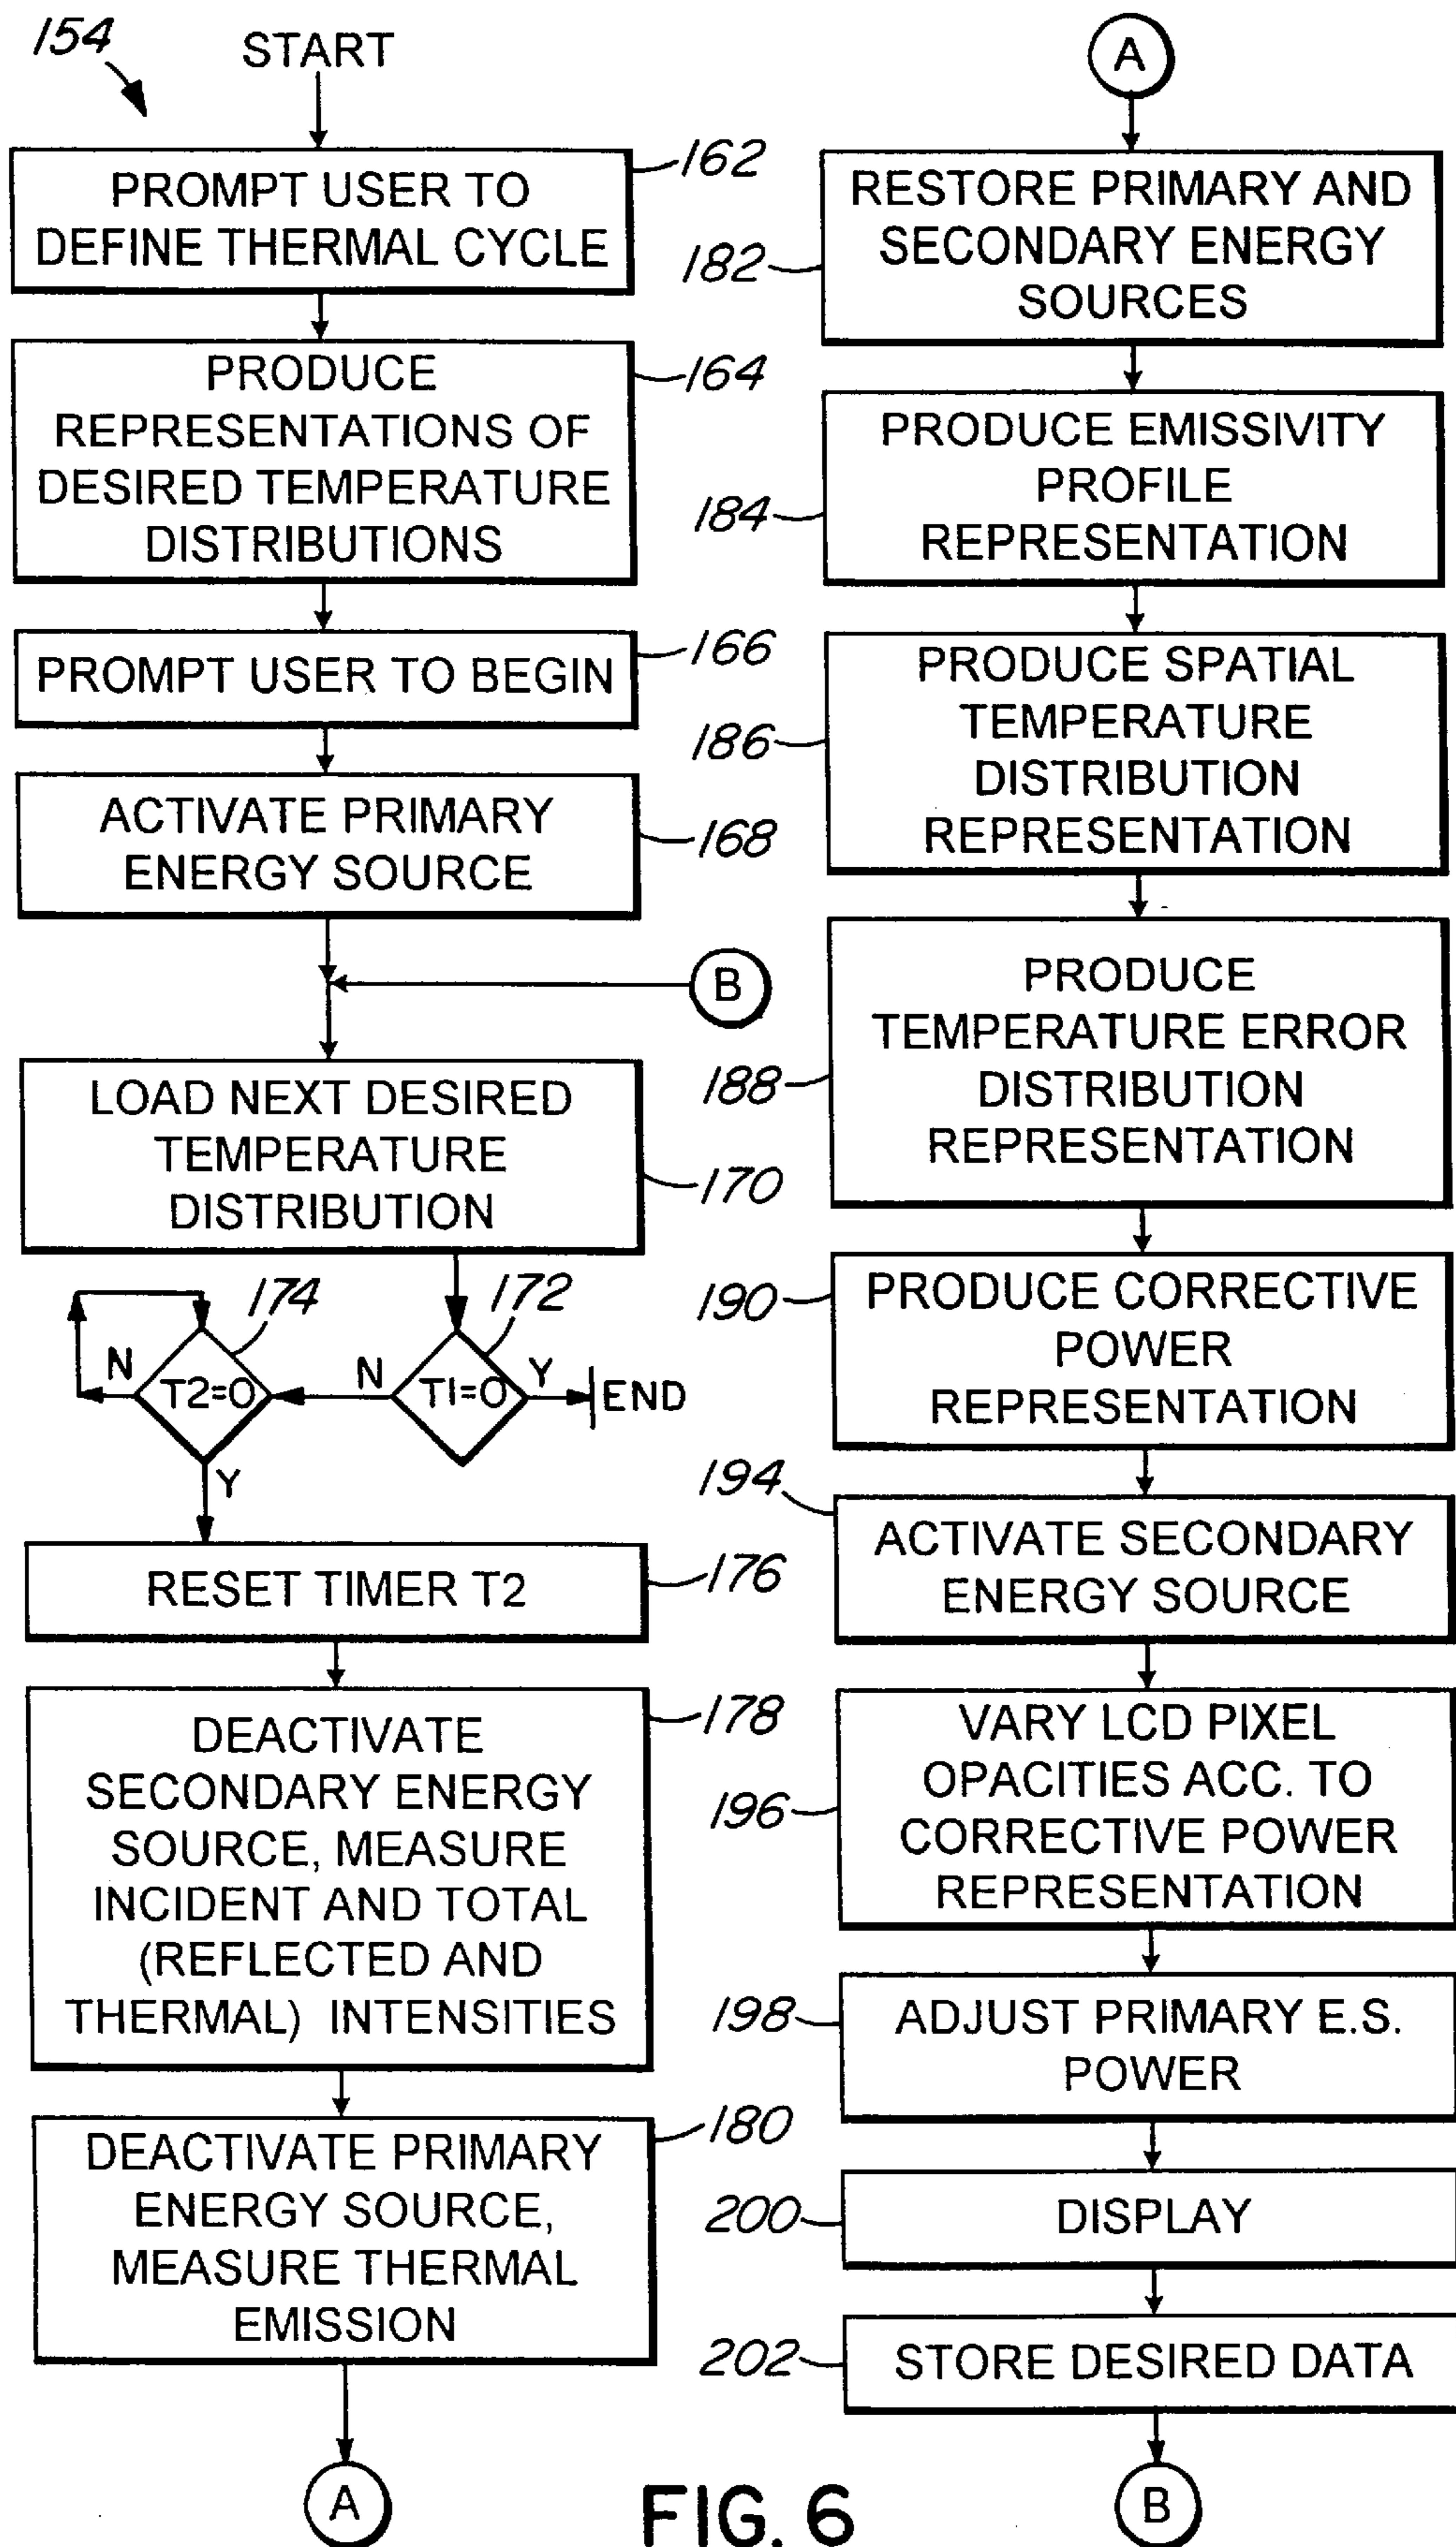 154
START
PROMPT USER TO
DEFINE THERMAL CYCLE
162
PRODUCE
REPRESENTATIONS OF
DESIRED TEMPERATURE
DISTRIBUTIONS
164
PROMPT USER TO BEGIN
166
ACTIVATE PRIMARY
ENERGY SOURCE
168
B
LOAD NEXT DESIRED
TEMPERATURE
DISTRIBUTION
170
174
172
N
T2=0
N
T1=0
Y
END
Y
RESET TIMER T2
176
DEACTIVATE
SECONDARY ENERGY
SOURCE, MEASURE
INCIDENT AND TOTAL
(REFLECTED AND
THERMAL) INTENSITIES
178
DEACTIVATE PRIMARY
ENERGY SOURCE,
MEASURE THERMAL
EMISSION
180
A
A
RESTORE PRIMARY AND
SECONDARY ENERGY
SOURCES
182
PRODUCE EMISSIVITY
PROFILE
REPRESENTATION
184
PRODUCE SPATIAL
TEMPERATURE
DISTRIBUTION
REPRESENTATION
186
PRODUCE
TEMPERATURE ERROR
DISTRIBUTION
REPRESENTATION
188
PRODUCE CORRECTIVE
POWER
REPRESENTATION
190
194
ACTIVATE SECONDARY
ENERGY SOURCE
VARY LCD PIXEL
OPACITIES ACC. TO
CORRECTIVE POWER
REPRESENTATION
196
ADJUST PRIMARY E.S.
POWER
198
DISPLAY
200
STORE DESIRED DATA
202
B
FIG. 6